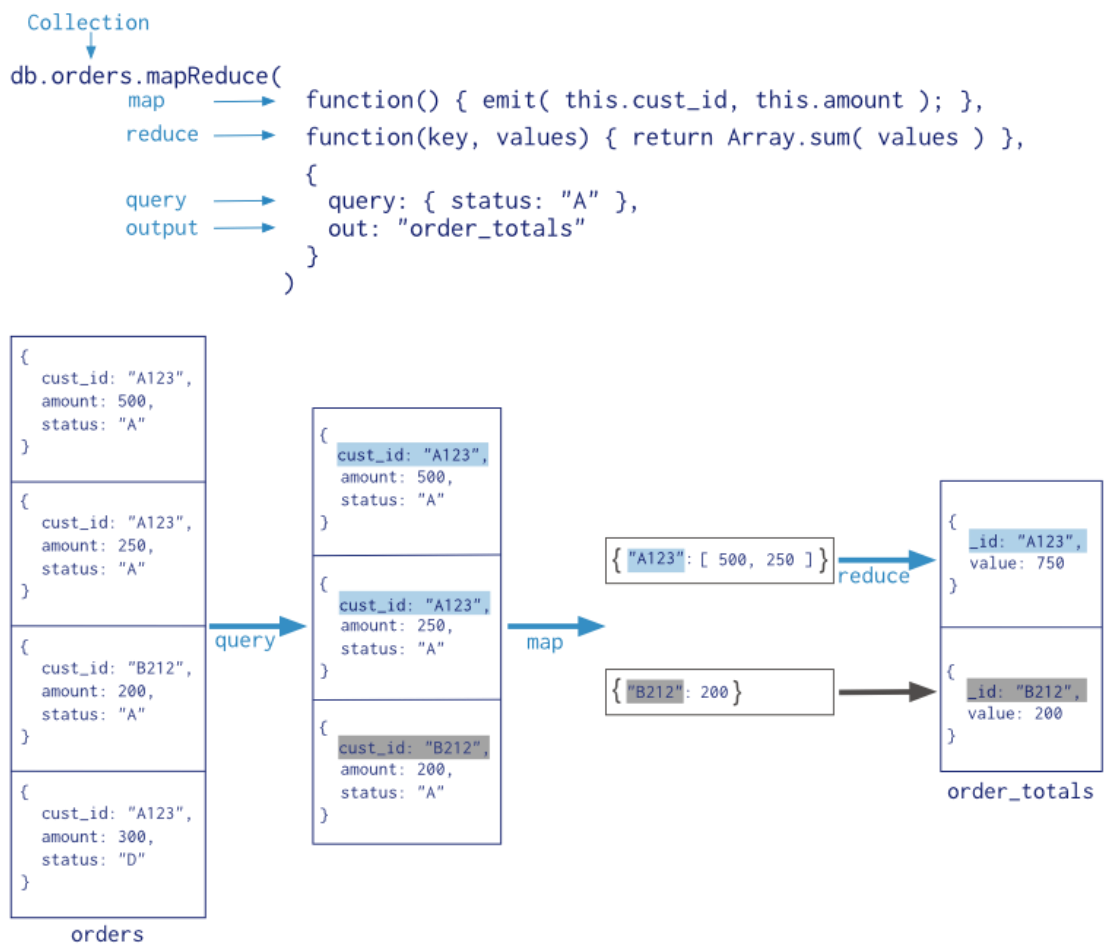 Collection
db.orders.mapReduce(
map function() { emit( this.cust_id, this.amount ); },
reduce function(key, values) { return Array.sum( values ) },
{
query query: { status: "A" },
output out: "order_totals"
}
)
{
cust_id: "A123",
amount: 500,
status: "A"
}
{
cust_id: "A123",
amount: 250,
status: "A"
}
{
cust_id: "B212",
amount: 200,
status: "A"
}
{
cust_id: "A123",
amount: 300,
status: "D"
}
orders
query
{
cust_id: "A123",
amount: 500,
status: "A"
}
{
cust_id: "A123",
amount: 250,
status: "A"
}
{
cust_id: "B212",
amount: 200,
status: "A"
}
map
{ "A123": [ 500, 250 ] }
reduce
{ "B212": 200 }
{
_id: "A123",
value: 750
}
{
_id: "B212",
value: 200
}
order_totals